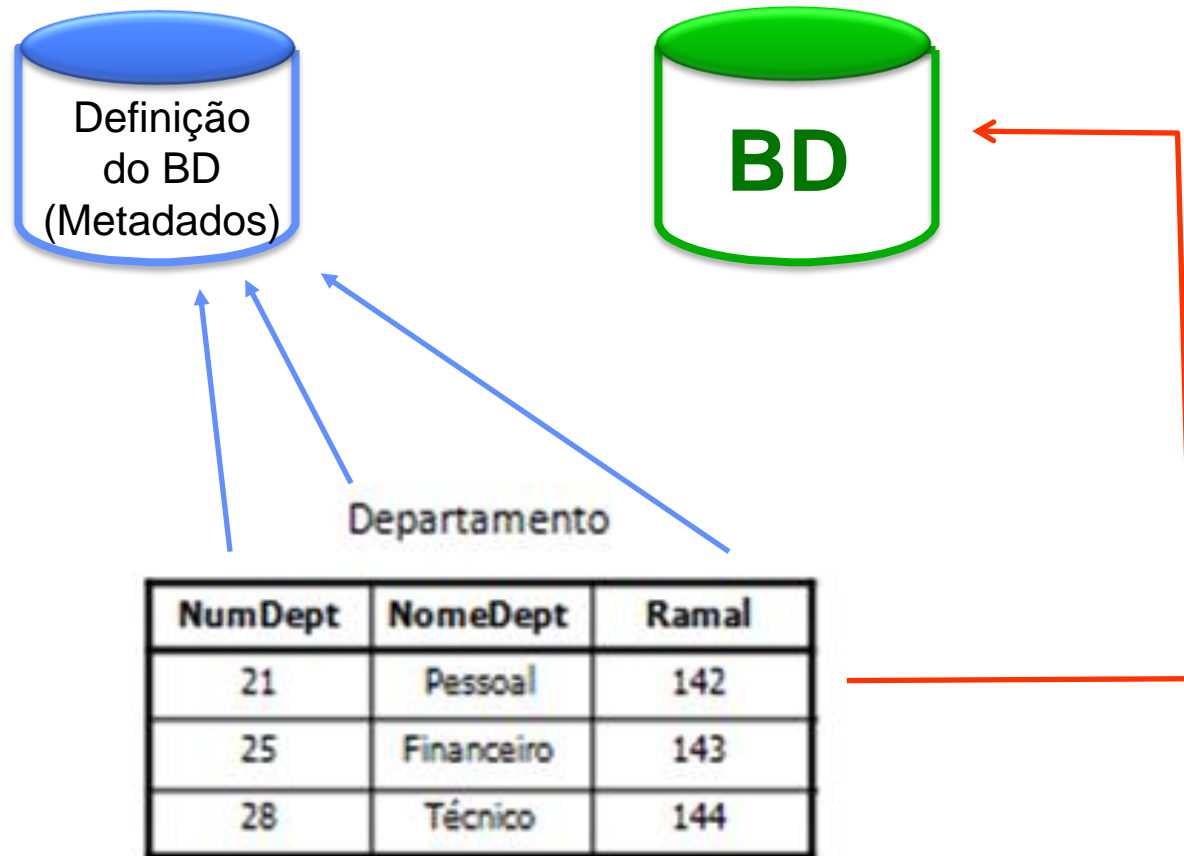 Definição
do BD
(Metadados)
BD
Departamento
NumDept NomeDept Ramal
21 Pessoal 142
25 Financeiro 143
28 Técnico 144